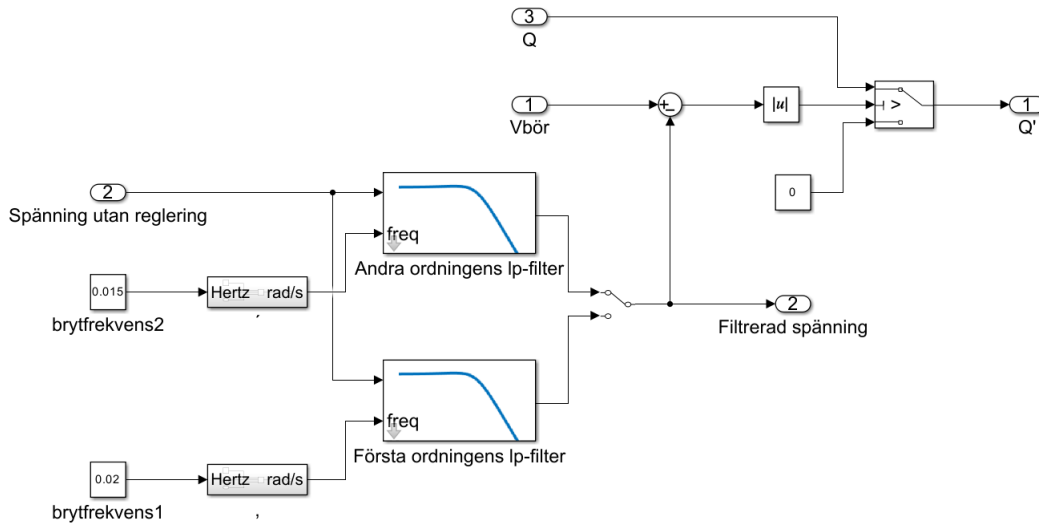 3
Q
1
Vbör
+
−
|u|
>
1
Q'
0
2
Spänning utan reglering
freq
Andra ordningens lp-filter
0.015
brytfrekvens2
Hertz rad/s
´
2
Filtrerad spänning
freq
Första ordningens lp-filter
0.02
brytfrekvens1
Hertz rad/s
,